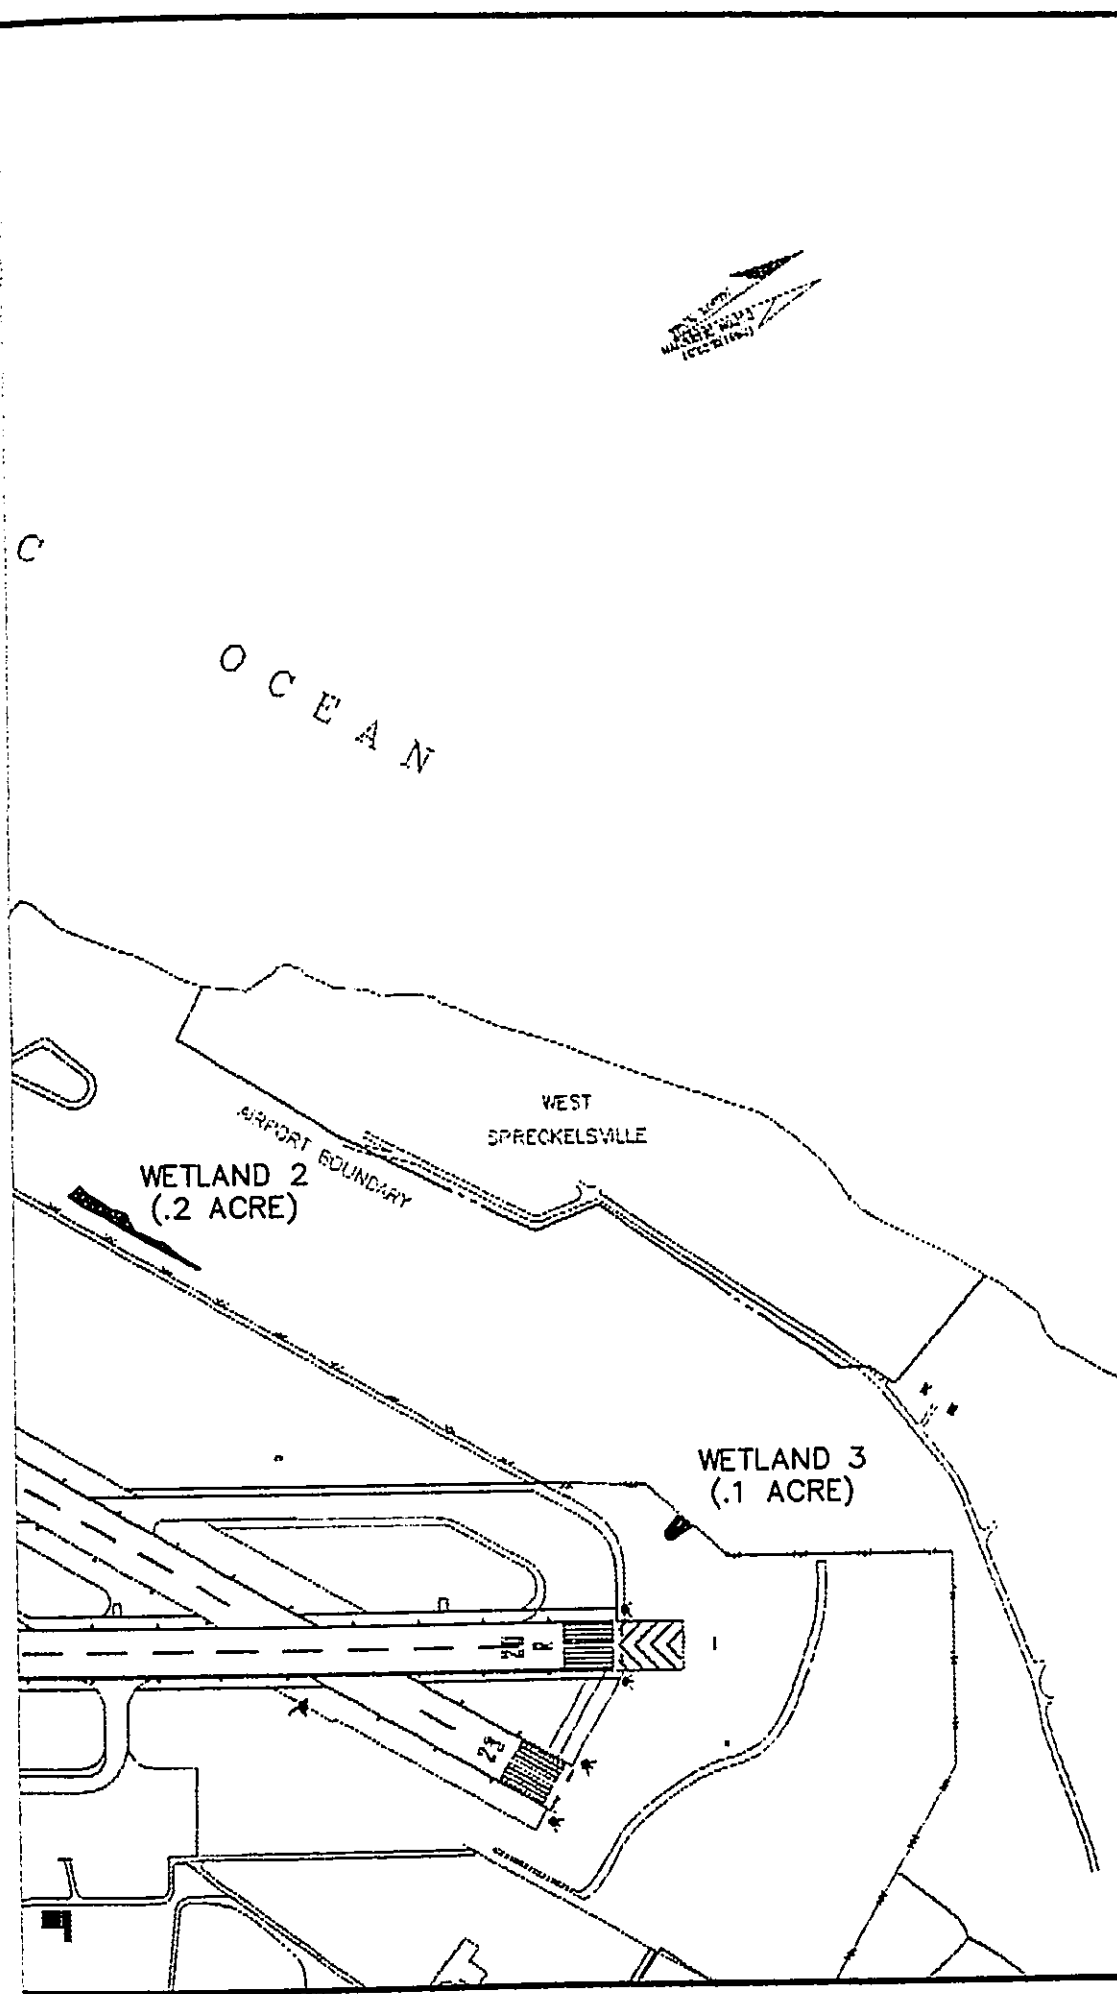 C
OCEAN
WEST
SPRECKELSVILLE
AIRPORT BOUNDARY
WETLAND 2
(.2 ACRE)
WETLAND 3
(.1 ACRE)
20
R
23